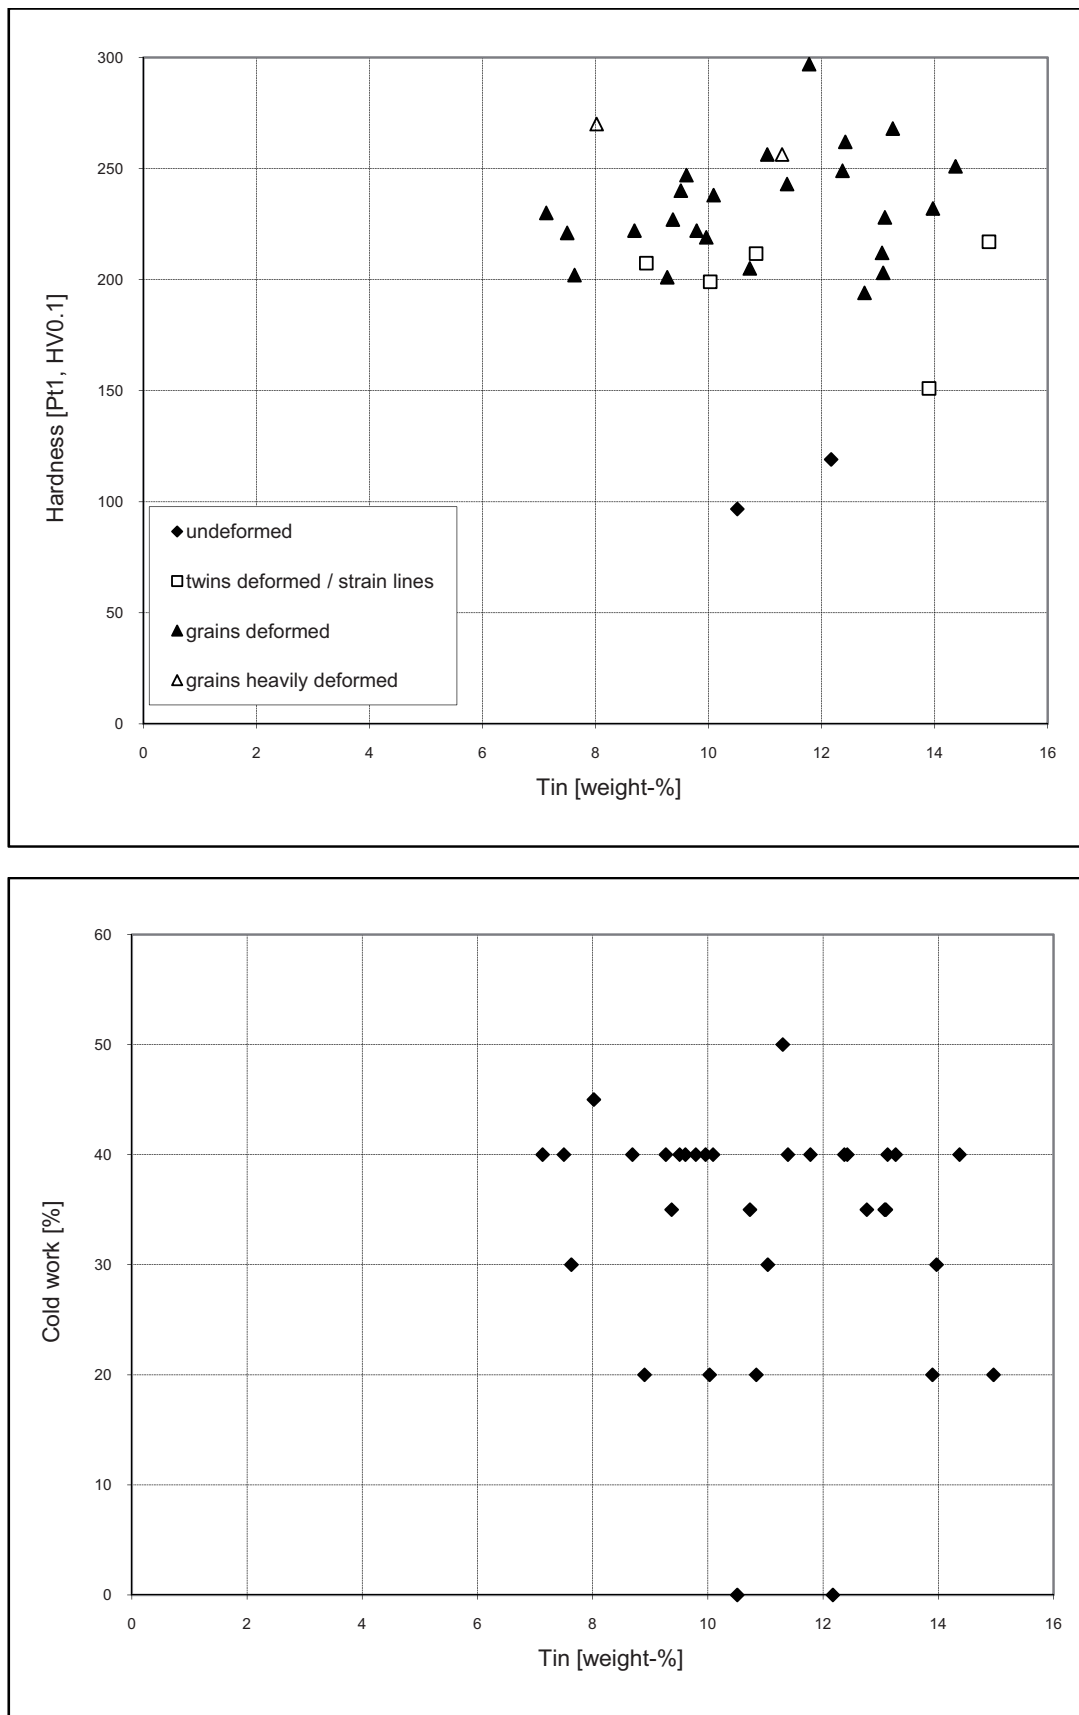 300
250
200
150
100
50
0
Hardness [Pt1, HV0.1]
undeformed
twins deformed / strain lines
grains deformed
grains heavily deformed
0 2 4 6 8 10 12 14 16
Tin [weight-%]
60
50
40
30
20
10
0
Cold work [%]
0 2 4 6 8 10 12 14 16
Tin [weight-%]